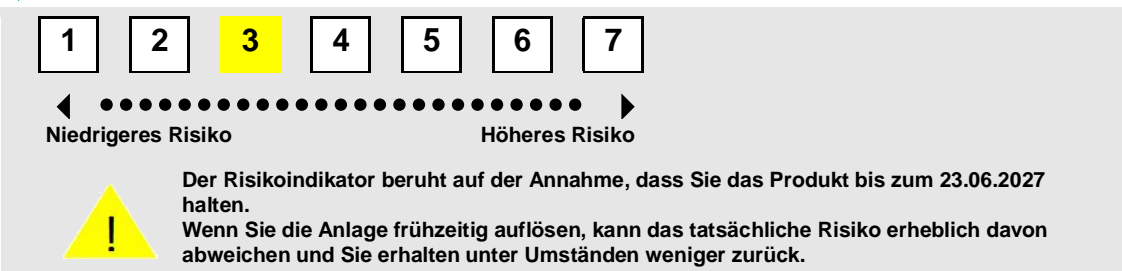 1 2 3 4 5 6 7
Niedrigeres Risiko Höheres Risiko
Der Risikoindikator beruht auf der Annahme, dass Sie das Produkt bis zum 23.06.2027
halten.
Wenn Sie die Anlage frühzeitig auflösen, kann das tatsächliche Risiko erheblich davon
abweichen und Sie erhalten unter Umständen weniger zurück.
!